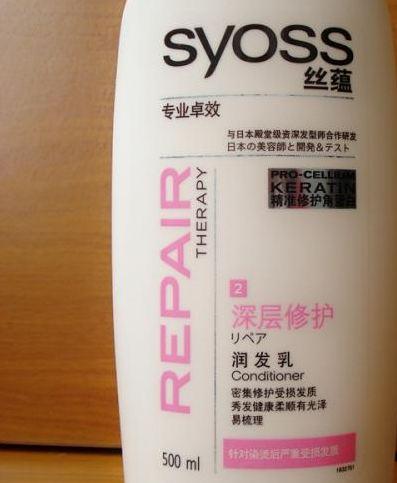 syoss
丝蕴
专业卓效
与日本殿堂级资深发型师合作研发
日本の美容師と開発&テスト
REPAIR
THERAPY
PRO-CELLIUM
KERATIN
精准修护角蛋白
2
深层修护
リペア
润发乳
Conditioner
密集修护受损发质
秀发健康柔顺有光泽
易梳理
500 ml
针对染烫后严重受损发质